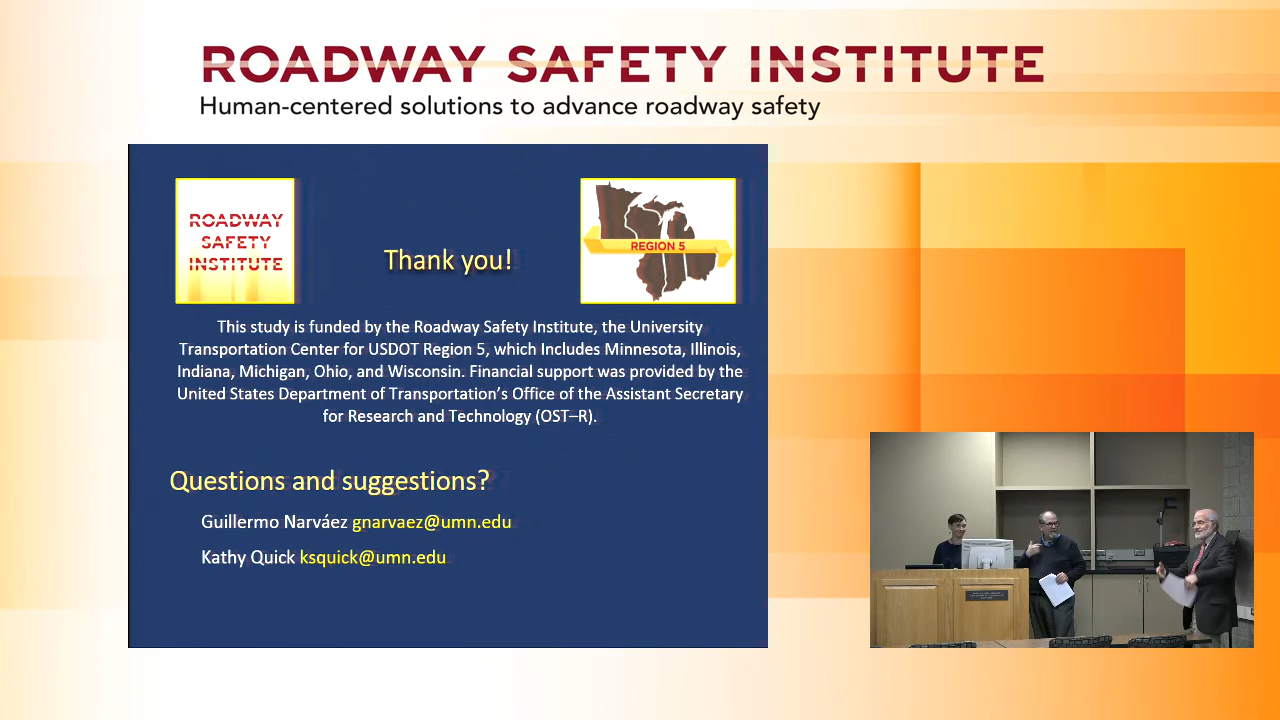 ROADWAY SAFETY INSTITUTE
Human-centered solutions to advance roadway safety
ROADWAY
SAFETY
INSTITUTE
Thank you!
REGION 5
This study is funded by the Roadway Safety Institute, the University
Transportation Center for USDOT Region 5, which Includes Minnesota, Illinois,
Indiana, Michigan, Ohio, and Wisconsin. Financial support was provided by the
United States Department of Transportation’s Office of the Assistant Secretary
for Research and Technology (OST–R).
Questions and suggestions?
Guillermo Narváez gnarvaez@umn.edu
Kathy Quick ksquick@umn.edu